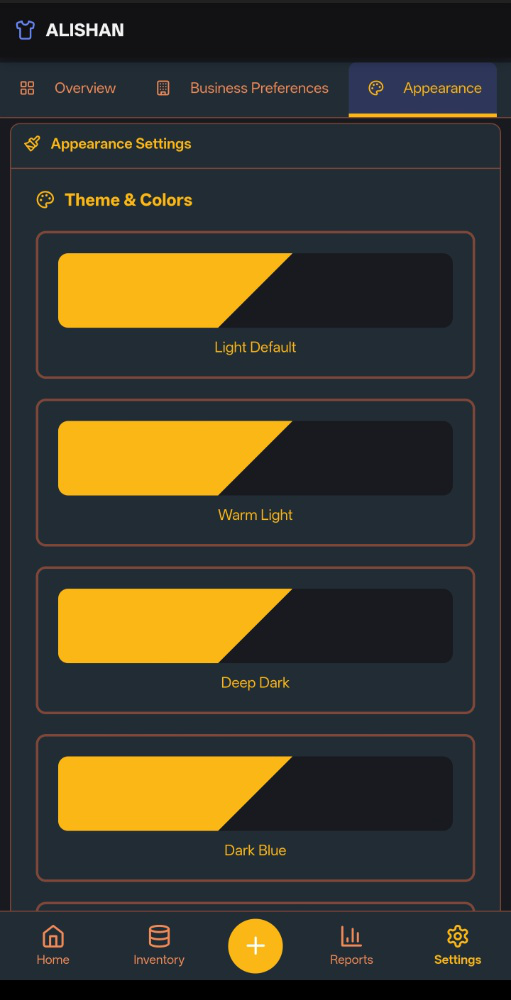 ALISHAN
Overview
Business Preferences
Appearance
Appearance Settings
Theme & Colors
Light Default
Warm Light
Deep Dark
Dark Blue
Home
Inventory
Reports
Settings